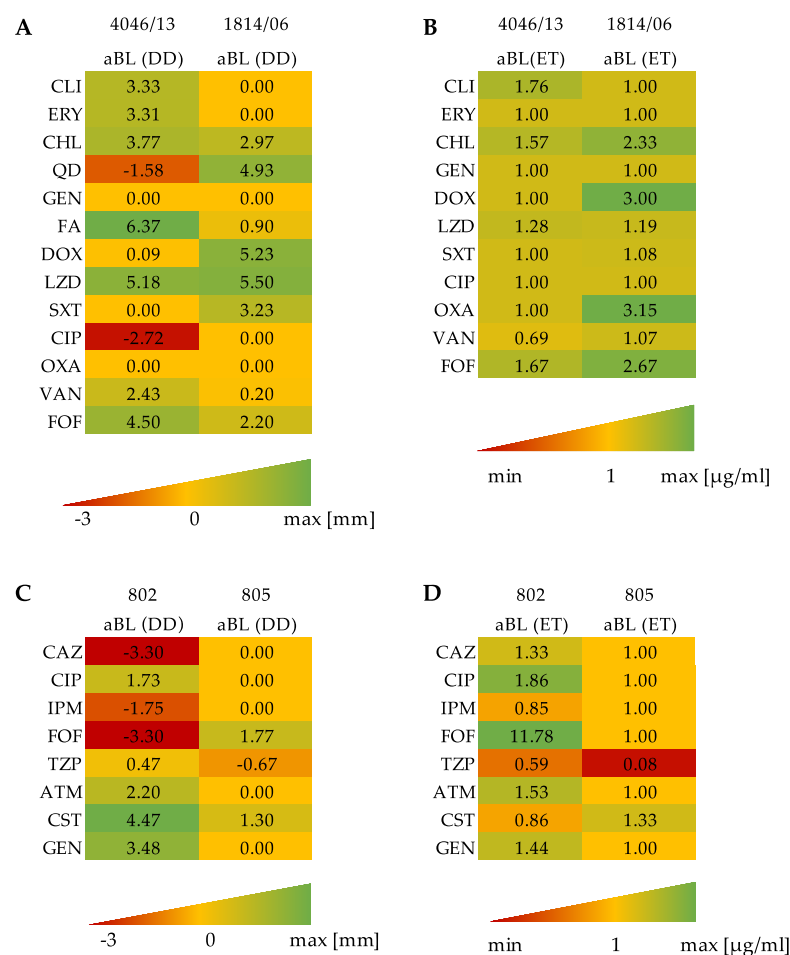 A 4046/13 1814/06
aBL (DD) aBL (DD)
CLI 3.33 0.00
ERY 3.31 0.00
CHL 3.77 2.97
QD -1.58 4.93
GEN 0.00 0.00
FA 6.37 0.90
DOX 0.09 5.23
LZD 5.18 5.50
SXT 0.00 3.23
CIP -2.72 0.00
OXA 0.00 0.00
VAN 2.43 0.20
FOF 4.50 2.20
-3 0 max [mm]
B 4046/13 1814/06
aBL(ET) aBL (ET)
CLI 1.76 1.00
ERY 1.00 1.00
CHL 1.57 2.33
GEN 1.00 1.00
DOX 1.00 3.00
LZD 1.28 1.19
SXT 1.00 1.08
CIP 1.00 1.00
OXA 1.00 3.15
VAN 0.69 1.07
FOF 1.67 2.67
min 1 max [µg/ml]
C 802 805
aBL (DD) aBL (DD)
CAZ -3.30 0.00
CIP 1.73 0.00
IPM -1.75 0.00
FOF -3.30 1.77
TZP 0.47 -0.67
ATM 2.20 0.00
CST 4.47 1.30
GEN 3.48 0.00
-3 0 max [mm]
D 802 805
aBL (ET) aBL (ET)
CAZ 1.33 1.00
CIP 1.86 1.00
IPM 0.85 1.00
FOF 11.78 1.00
TZP 0.59 0.08
ATM 1.53 1.00
CST 0.86 1.33
GEN 1.44 1.00
min 1 max [µg/ml]